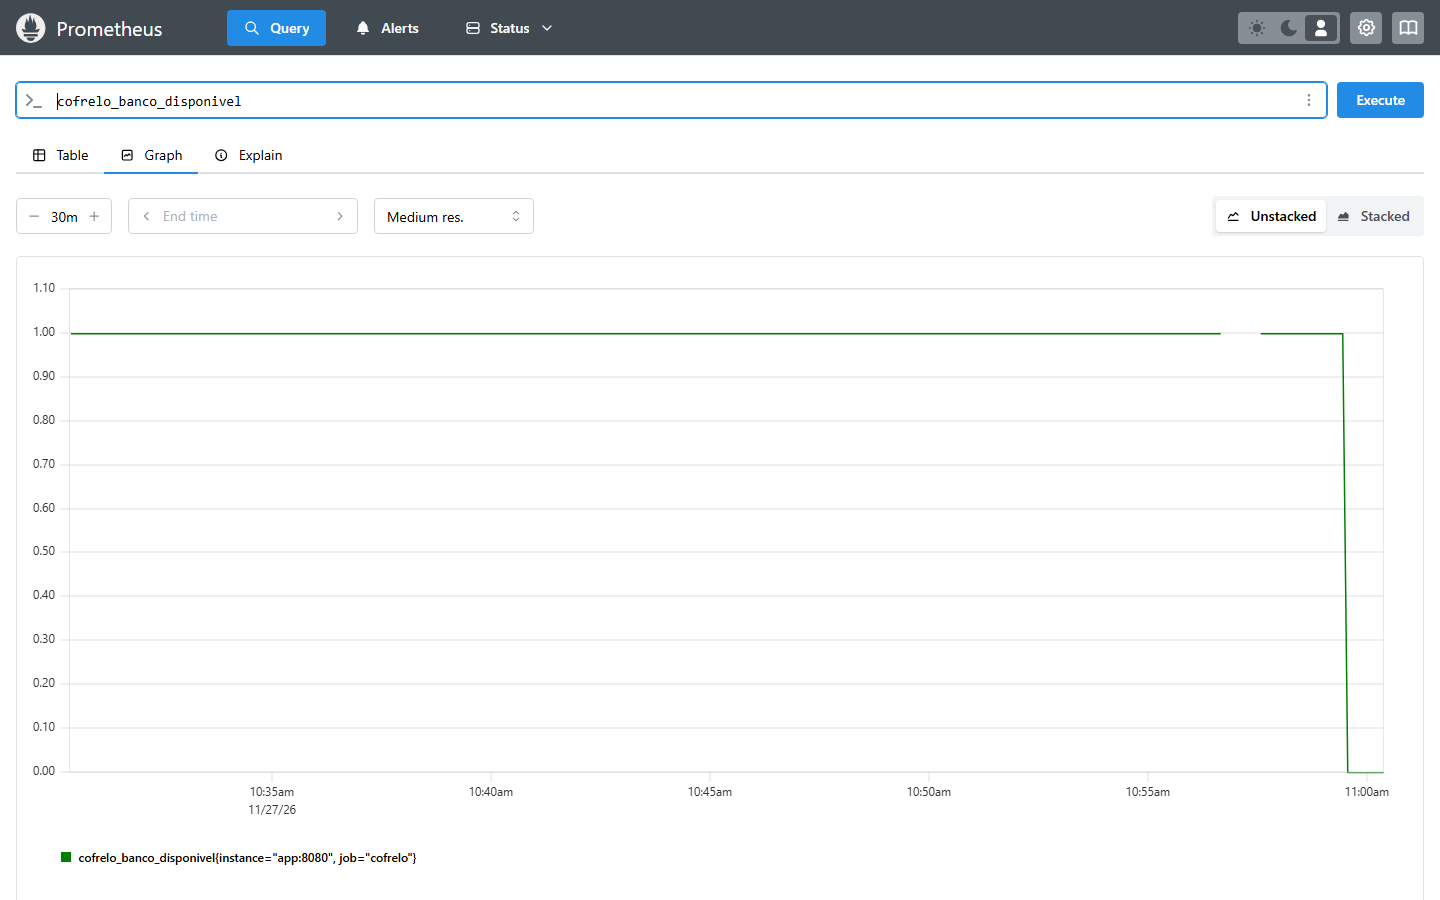 Prometheus Query Alerts Status
cofrelo_banco_disponivel Execute
Table Graph Explain
30m End time Medium res. Unstacked Stacked
1.10
1.00
0.90
0.80
0.70
0.60
0.50
0.40
0.30
0.20
0.10
0.00
10:35am 10:40am 10:45am 10:50am 10:55am 11:00am
11/27/26
cofrelo_banco_disponivel{instance="app:8080", job="cofrelo"}